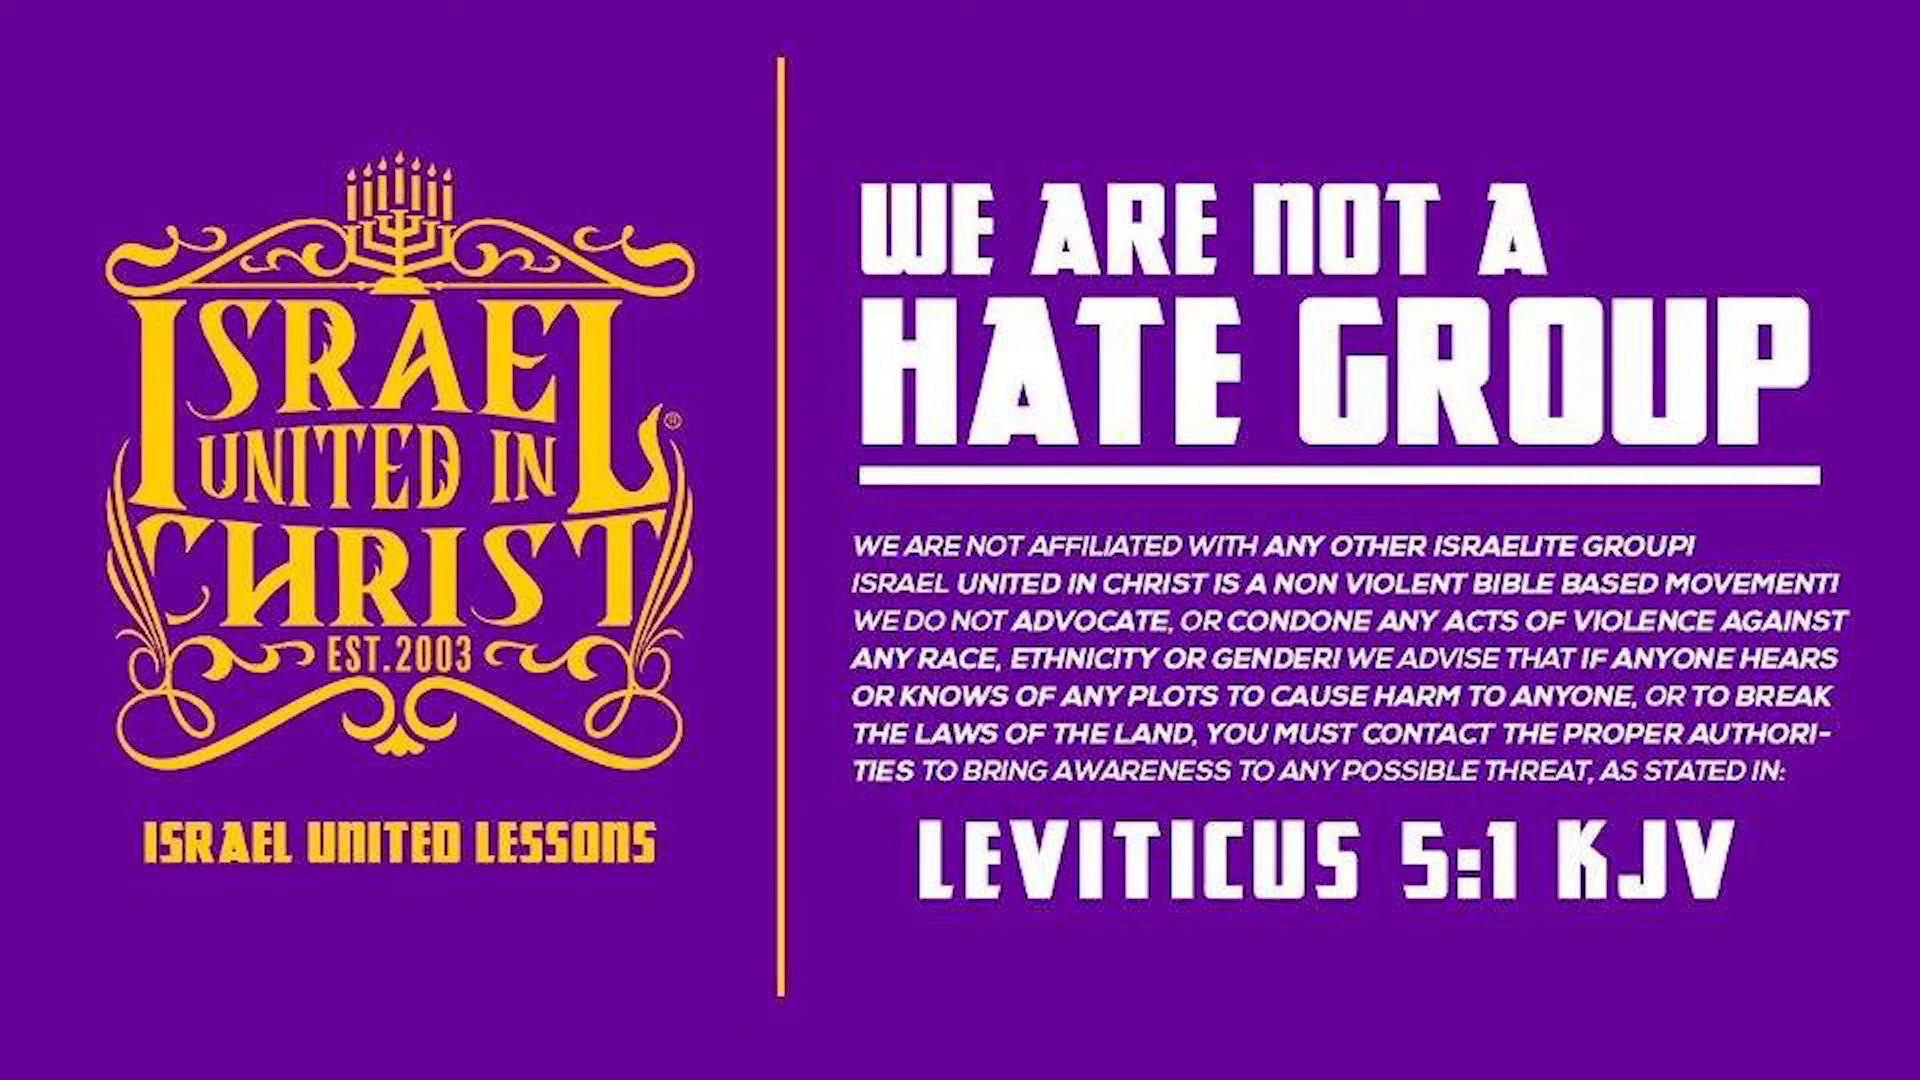 ISRAEL
UNITED IN
CHRIST
EST.2003
ISRAEL UNITED LESSONS
WE ARE NOT A
HATE GROUP
WE ARE NOT AFFILIATED WITH ANY OTHER ISRAELITE GROUP!
ISRAEL UNITED IN CHRIST IS A NON VIOLENT BIBLE BASED MOVEMENT!
WE DO NOT ADVOCATE, OR CONDONE ANY ACTS OF VIOLENCE AGAINST
ANY RACE, ETHNICITY OR GENDER! WE ADVISE THAT IF ANYONE HEARS
OR KNOWS OF ANY PLOTS TO CAUSE HARM TO ANYONE, OR TO BREAK
THE LAWS OF THE LAND, YOU MUST CONTACT THE PROPER AUTHORI-
TIES TO BRING AWARENESS TO ANY POSSIBLE THREAT, AS STATED IN:
LEVITICUS 5:1 KJV